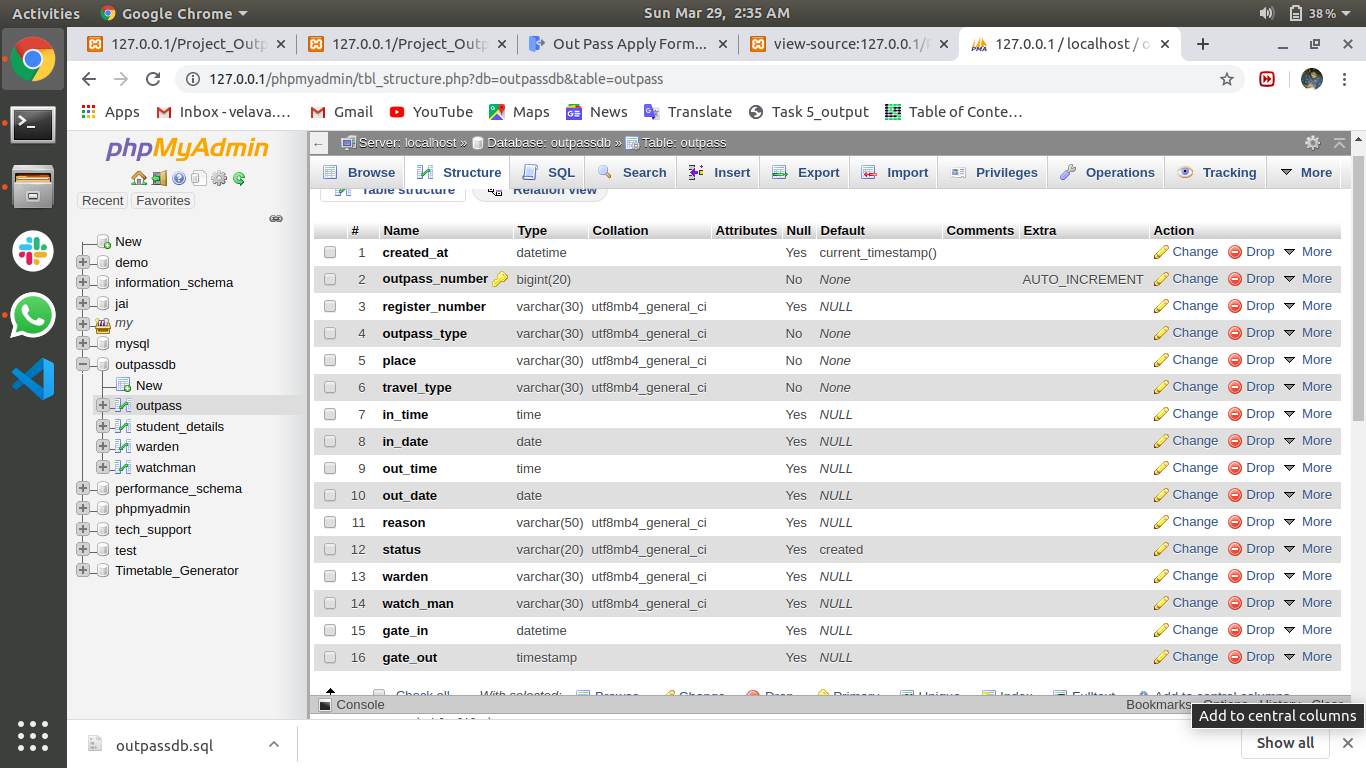 Activities Google Chrome Sun Mar 29, 2:35 AM 38%
127.0.0.1/Project_Outp 127.0.0.1/Project_Outp Out Pass Apply Form... view-source:127.0.0.1/P 127.0.0.1 / localhost / o
127.0.0.1/phpmyadmin/tbl_structure.php?db=outpassdb&table=outpass
Apps Inbox - velava.... Gmail YouTube Maps News Translate Task 5_output Table of Conte...
phpMyAdmin
Recent Favorites
New
demo
information_schema
jai
my
mysql
outpassdb
New
outpass
student_details
warden
watchman
performance_schema
phpmyadmin
tech_support
test
Timetable_Generator
Server: localhost » Database: outpassdb » Table: outpass
Browse Structure SQL Search Insert Export Import Privileges Operations Tracking More
Table structure Relation view
# Name Type Collation Attributes Null Default Comments Extra Action
1 created_at datetime Yes current_timestamp() Change Drop More
2 outpass_number bigint(20) No None AUTO_INCREMENT Change Drop More
3 register_number varchar(30) utf8mb4_general_ci Yes NULL Change Drop More
4 outpass_type varchar(30) utf8mb4_general_ci No None Change Drop More
5 place varchar(30) utf8mb4_general_ci No None Change Drop More
6 travel_type varchar(30) utf8mb4_general_ci No None Change Drop More
7 in_time time Yes NULL Change Drop More
8 in_date date Yes NULL Change Drop More
9 out_time time Yes NULL Change Drop More
10 out_date date Yes NULL Change Drop More
11 reason varchar(50) utf8mb4_general_ci Yes NULL Change Drop More
12 status varchar(20) utf8mb4_general_ci Yes created Change Drop More
13 warden varchar(30) utf8mb4_general_ci Yes NULL Change Drop More
14 watch_man varchar(30) utf8mb4_general_ci Yes NULL Change Drop More
15 gate_in datetime Yes NULL Change Drop More
16 gate_out timestamp Yes NULL Change Drop More
Check all With selected: Browse Change Drop Primary Unique Index Fulltext Add to central columns
Console Bookmarks Options History Clear
Add to central columns
outpassdb.sql Show all